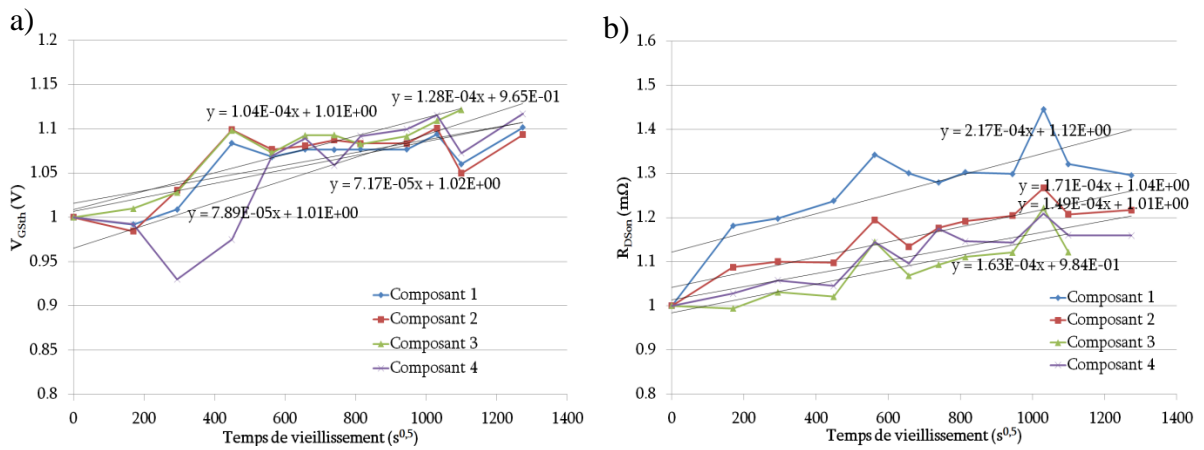 a)
1.2
1.15
1.1
1.05
1
0.95
0.9
0.85
0.8
V_GSth (V)
y = 1.04E-04x + 1.01E+00
y = 1.28E-04x + 9.65E-01
y = 7.17E-05x + 1.02E+00
y = 7.89E-05x + 1.01E+00
Composant 1
Composant 2
Composant 3
Composant 4
0 200 400 600 800 1000 1200 1400
Temps de vieillissement (s^0,5)
b)
1.6
1.5
1.4
1.3
1.2
1.1
1
0.9
0.8
R_DSon (mΩ)
y = 2.17E-04x + 1.12E+00
y = 1.71E-04x + 1.04E+00
y = 1.49E-04x + 1.01E+00
y = 1.63E-04x + 9.84E-01
Composant 1
Composant 2
Composant 3
Composant 4
0 200 400 600 800 1000 1200 1400
Temps de vieillissement (s^0,5)